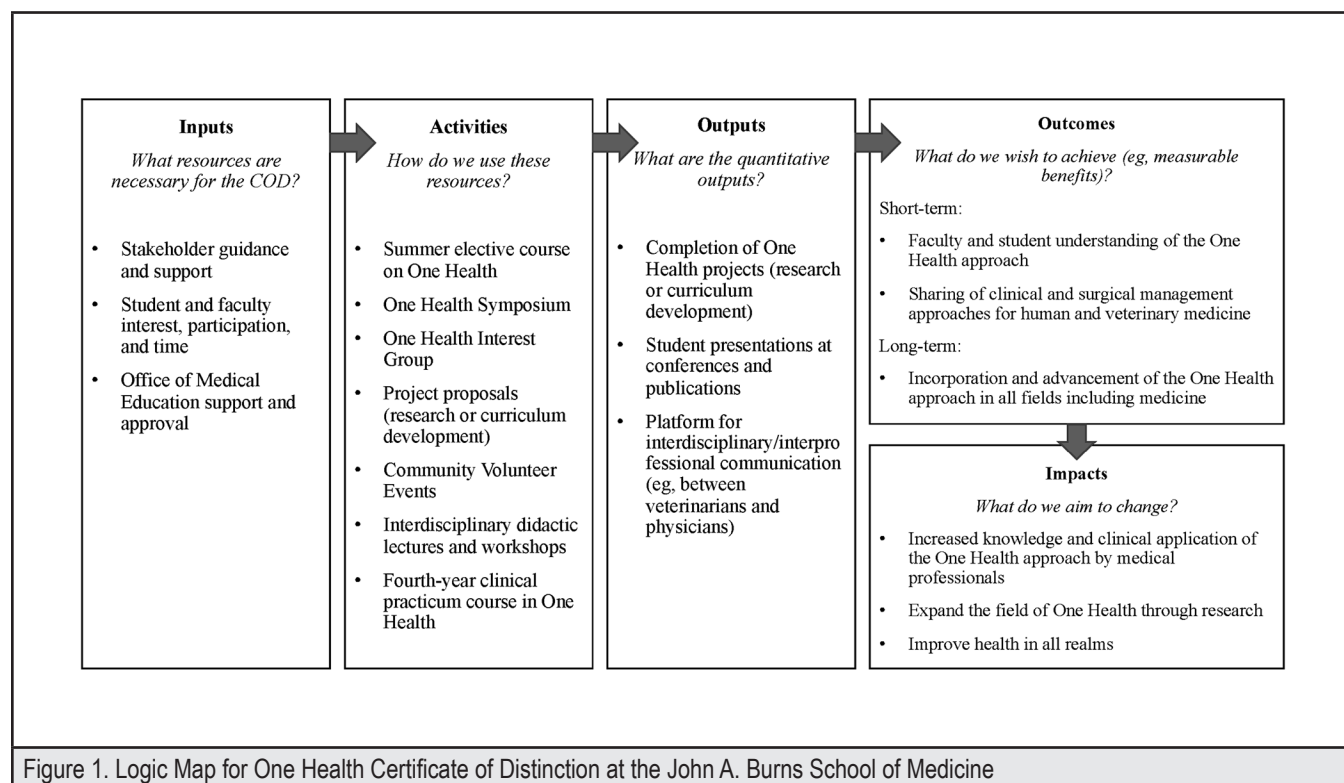 Inputs
What resources are
necessary for the COD?
• Stakeholder guidance
and support
• Student and faculty
interest, participation,
and time
• Office of Medical
Education support and
approval
Activities
How do we use these
resources?
• Summer elective course
on One Health
• One Health Symposium
• One Health Interest
Group
• Project proposals
(research or curriculum
development)
• Community Volunteer
Events
• Interdisciplinary didactic
lectures and workshops
• Fourth-year clinical
practicum course in One
Health
Outputs
What are the quantitative
outputs?
• Completion of One
Health projects (research
or curriculum
development)
• Student presentations at
conferences and
publications
• Platform for
interdisciplinary/interpro
fessional communication
(eg, between
veterinarians and
physicians)
Outcomes
What do we wish to achieve (eg, measurable
benefits)?
Short-term:
• Faculty and student understanding of the One
Health approach
• Sharing of clinical and surgical management
approaches for human and veterinary medicine
Long-term:
• Incorporation and advancement of the One Health
approach in all fields including medicine
Impacts
What do we aim to change?
• Increased knowledge and clinical application of
the One Health approach by medical
professionals
• Expand the field of One Health through research
• Improve health in all realms
Figure 1. Logic Map for One Health Certificate of Distinction at the John A. Burns School of Medicine